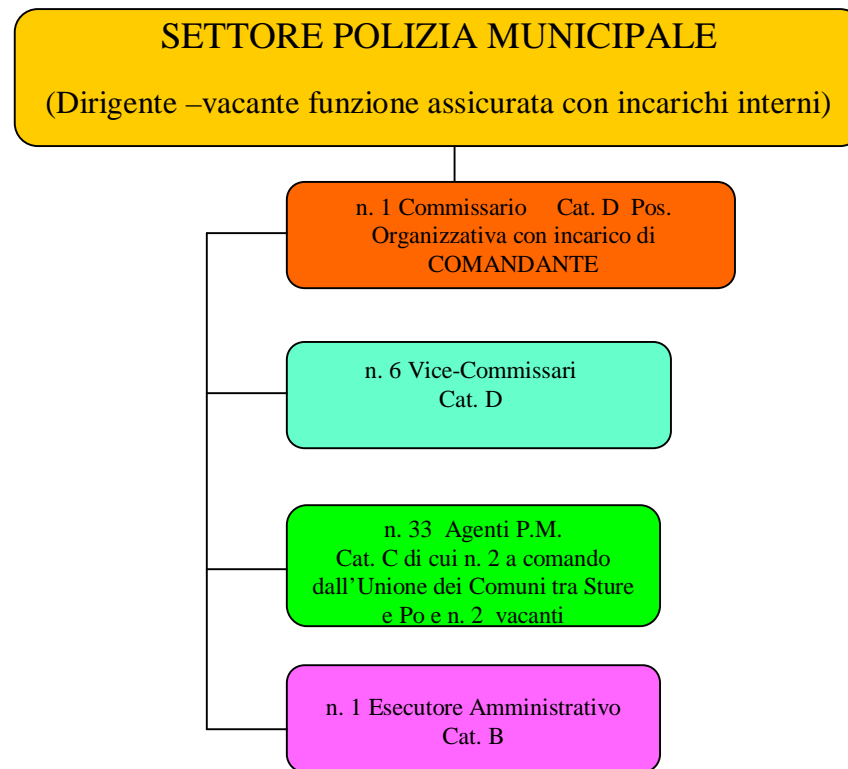 SETTORE POLIZIA MUNICIPALE
(Dirigente –vacante funzione assicurata con incarichi interni)
n. 1 Commissario Cat. D Pos.
Organizzativa con incarico di
COMANDANTE
n. 6 Vice-Commissari
Cat. D
n. 33 Agenti P.M.
Cat. C di cui n. 2 a comando
dall’Unione dei Comuni tra Sture
e Po e n. 2 vacanti
n. 1 Esecutore Amministrativo
Cat. B